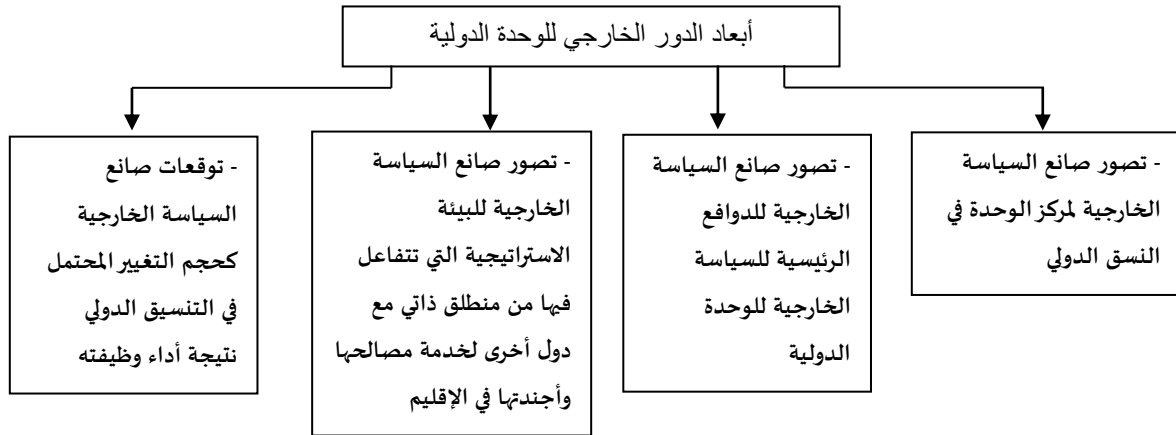 أبعاد الدور الخارجي للوحدة الدولية
- تصور صانع السياسة
الخارجية لمركز الوحدة في
النسق الدولي
- تصور صانع السياسة
الخارجية للدوافع
الرئيسية للسياسة
الخارجية للوحدة
الدولية
- تصور صانع السياسة
الخارجية للبيئة
الاستراتيجية التي تتفاعل
فيها من منطلق ذاتي مع
دول أخرى لخدمة مصالحها
وأجندتها في الإقليم
- توقعات صانع
السياسة الخارجية
كحجم التغيير المحتمل
في التنسيق الدولي
نتيجة أداء وظيفته